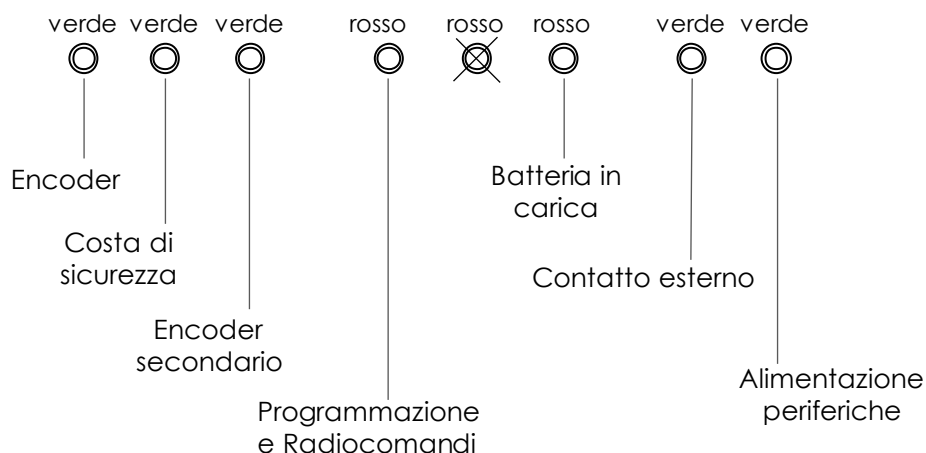 verde verde verde rosso rosso rosso verde verde
Encoder
Batteria in
carica
Costa di
sicurezza
Contatto esterno
Encoder
secondario
Alimentazione
periferiche
Programmazione
e Radiocomandi